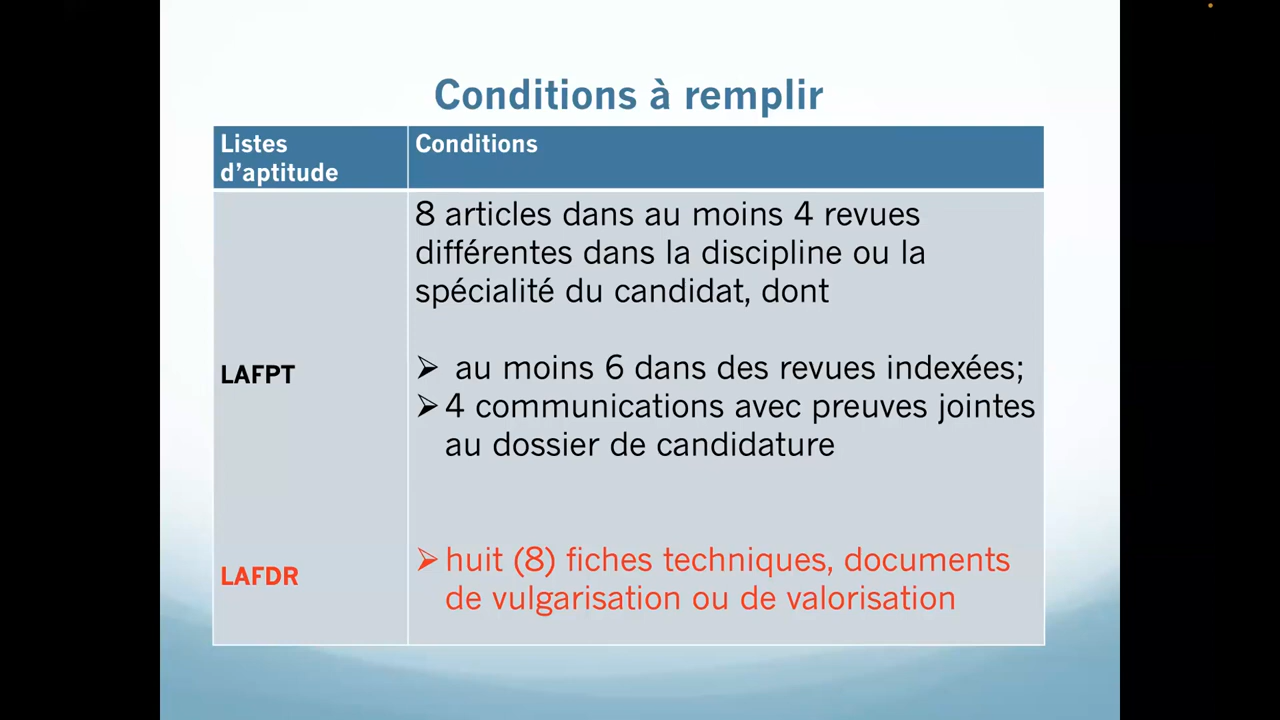 Conditions à remplir
Listes
d’aptitude
Conditions
8 articles dans au moins 4 revues
différentes dans la discipline ou la
spécialité du candidat, dont
LAFPT
➢ au moins 6 dans des revues indexées;
➢ 4 communications avec preuves jointes
au dossier de candidature
LAFDR
➢ huit (8) fiches techniques, documents
de vulgarisation ou de valorisation